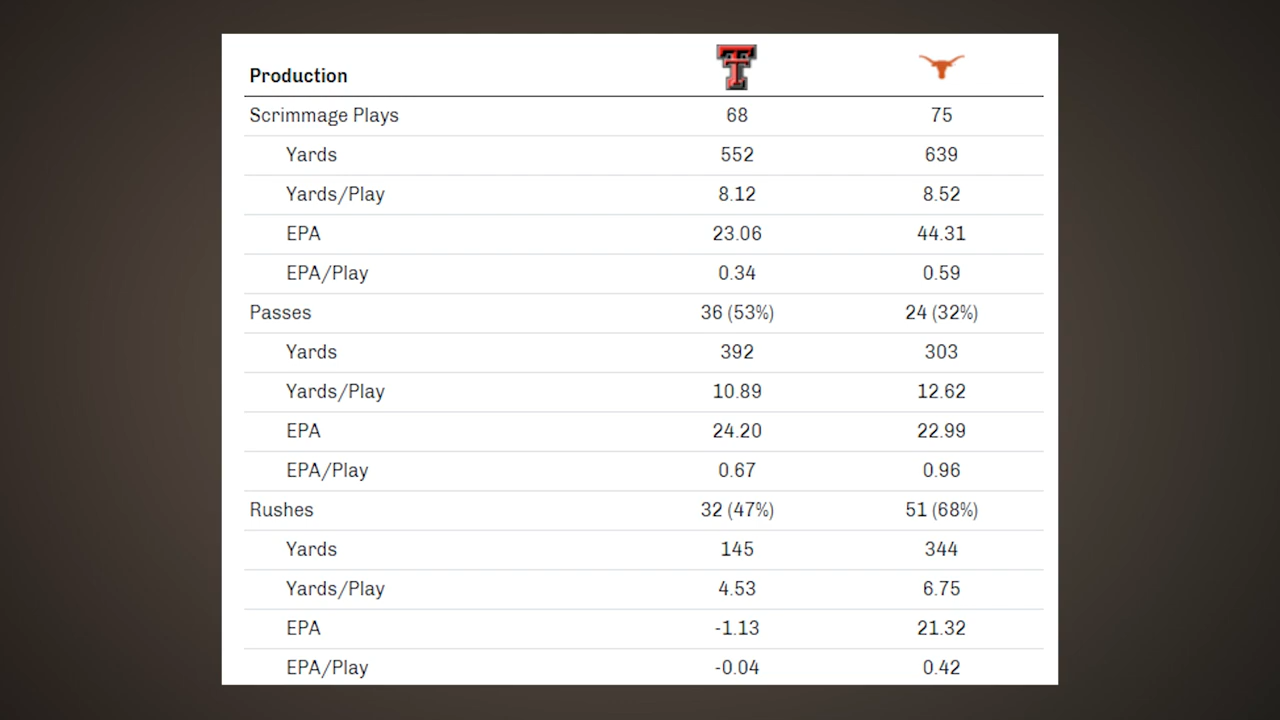 Production
Scrimmage Plays 68 75
Yards 552 639
Yards/Play 8.12 8.52
EPA 23.06 44.31
EPA/Play 0.34 0.59
Passes 36 (53%) 24 (32%)
Yards 392 303
Yards/Play 10.89 12.62
EPA 24.20 22.99
EPA/Play 0.67 0.96
Rushes 32 (47%) 51 (68%)
Yards 145 344
Yards/Play 4.53 6.75
EPA -1.13 21.32
EPA/Play -0.04 0.42